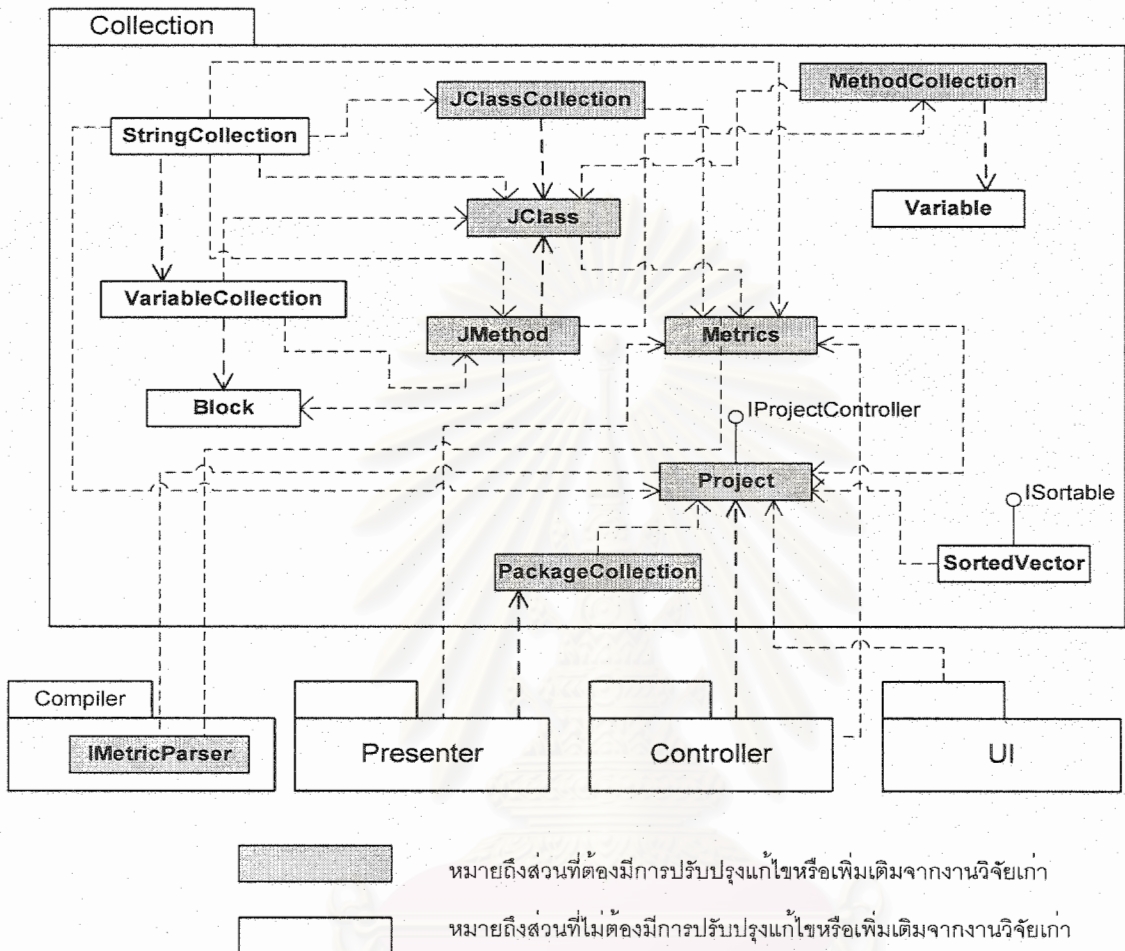 Collection
JClassCollection
MethodCollection
StringCollection
JClass
Variable
VariableCollection
JMethod
Metrics
Block
IProjectController
Project
ISortable
PackageCollection
SortedVector
Compiler
IMetricParser
Presenter
Controller
UI
หมายถึงส่วนที่ต้องมีการปรับปรุงแก้ไขหรือเพิ่มเติมจากงานวิจัยเก่า
หมายถึงส่วนที่ไม่ต้องมีการปรับปรุงแก้ไขหรือเพิ่มเติมจากงานวิจัยเก่า